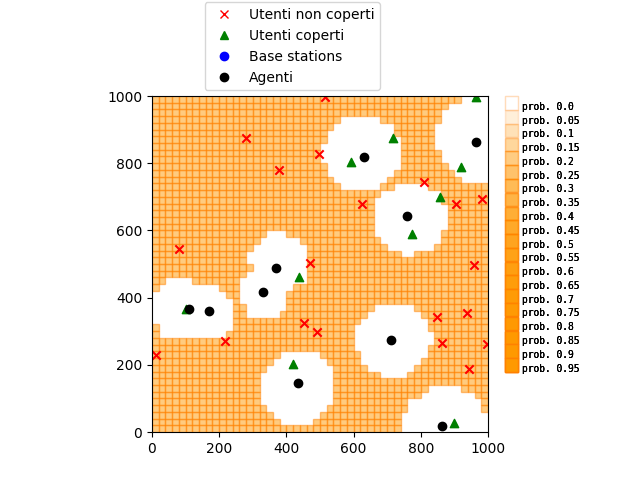 Utenti non coperti
Utenti coperti
Base stations
Agenti
1000
800
600
400
200
0
0 200 400 600 800 1000
prob. 0.0
prob. 0.05
prob. 0.1
prob. 0.15
prob. 0.2
prob. 0.25
prob. 0.3
prob. 0.35
prob. 0.4
prob. 0.45
prob. 0.5
prob. 0.55
prob. 0.6
prob. 0.65
prob. 0.7
prob. 0.75
prob. 0.8
prob. 0.85
prob. 0.9
prob. 0.95